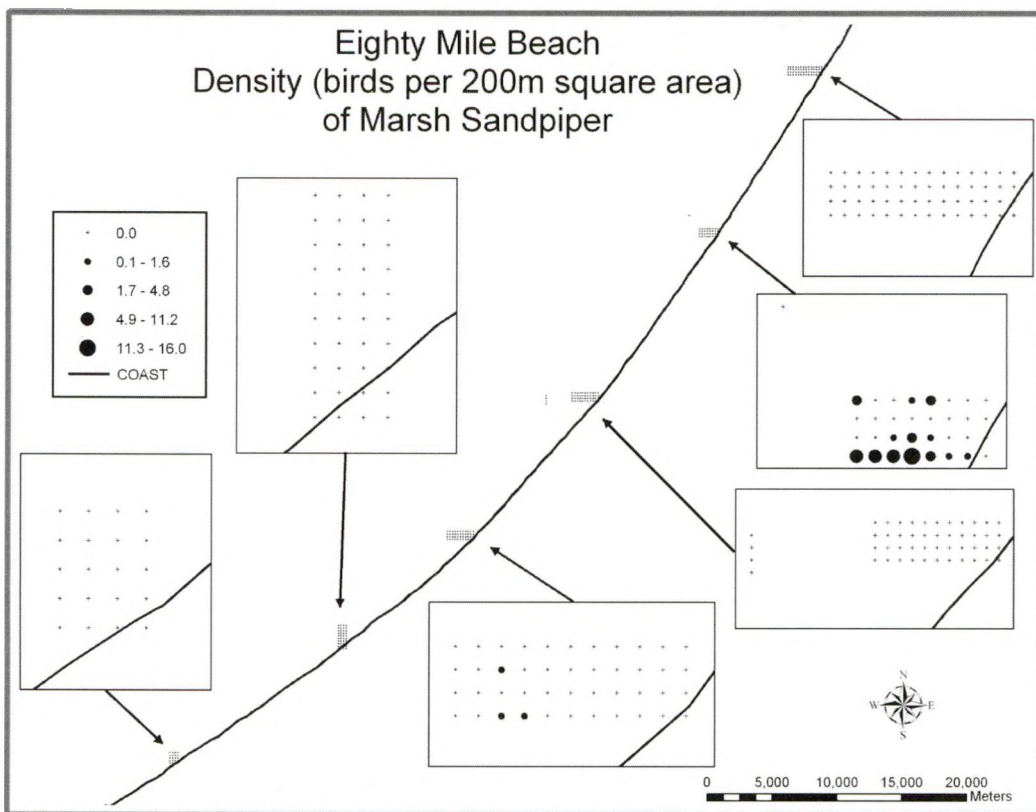 Eighty Mile Beach
Density (birds per 200m square area)
of Marsh Sandpiper
0.0
0.1 - 1.6
1.7 - 4.8
4.9 - 11.2
11.3 - 16.0
COAST
N
W E
S
0 5,000 10,000 15,000 20,000
Meters